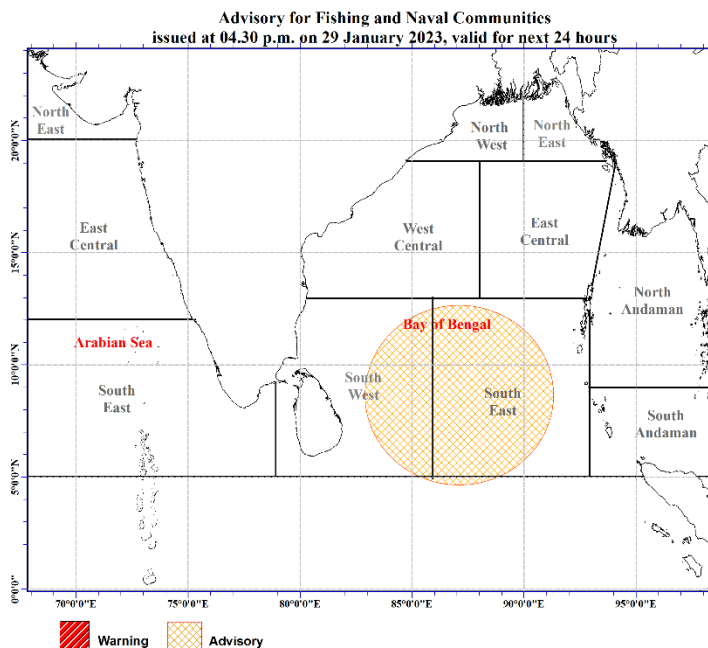 Advisory for Fishing and Naval Communities
issued at 04.30 p.m. on 29 January 2023, valid for next 24 hours
North
East
North
West
North
East
East
Central
West
Central
East
Central
North
Andaman
Arabian Sea
Bay of Bengal
South
East
South
West
South
East
South
Andaman
20°0'0"N
15°0'0"N
10°0'0"N
5°0'0"N
0°0'0"
70°0'0"E
75°0'0"E
80°0'0"E
85°0'0"E
90°0'0"E
95°0'0"E
Warning
Advisory